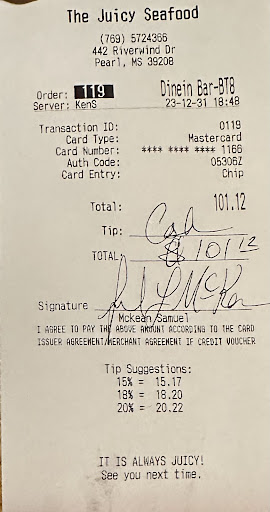 The Juicy Seafood
(769) 5724366
442 Riverwind Dr
Pearl, MS 39208
Order: 119 Dinein Bar-BT8
Server: KenS 23-12-31 18:48
Transaction ID: 0119
Card Type: Mastercard
Card Number: **** **** **** 1166
Auth Code: 05306Z
Card Entry: Chip
Total: 101.12
Tip: Cash
TOTAL $101.12
Signature
Mckean/Samuel
I AGREE TO PAY THE ABOVE AMOUNT ACCORDING TO THE CARD
ISSUER AGREEMENT/MERCHANT AGREEMENT IF CREDIT VOUCHER
Tip Suggestions:
15% = 15.17
18% = 18.20
20% = 20.22
IT IS ALWAYS JUICY!
See you next time.